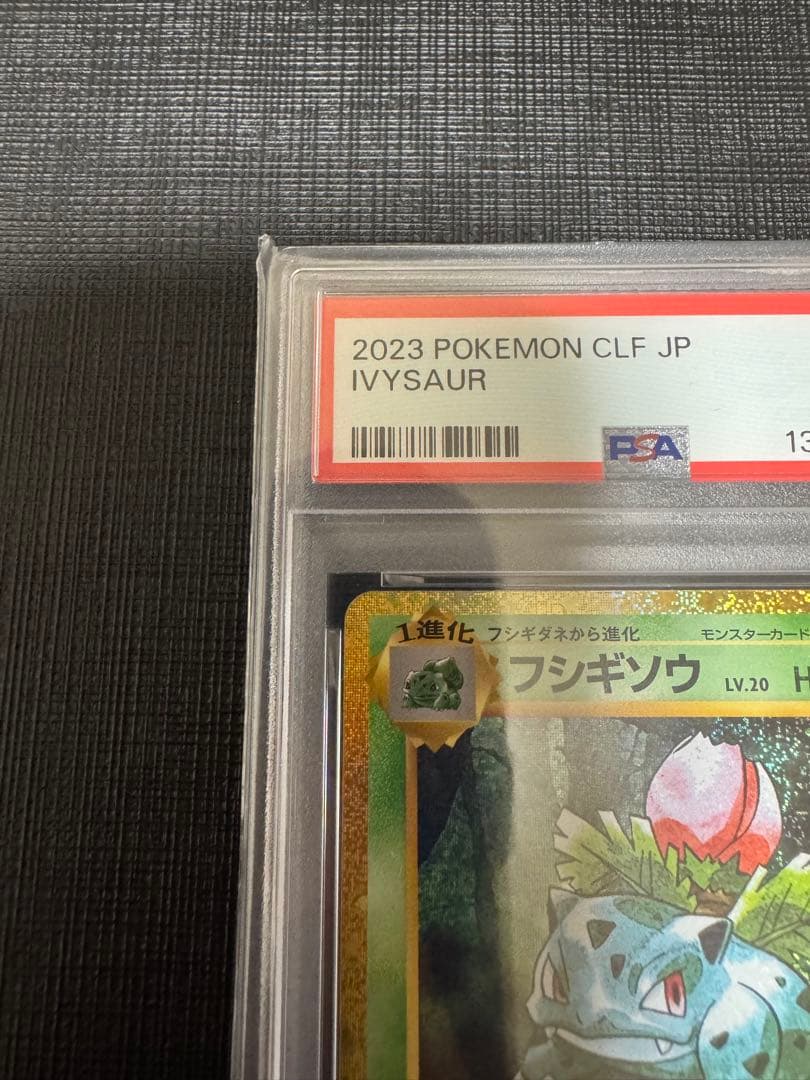 2023 POKEMON CLF JP
IVYSAUR
PSA
13
1進化 フシギダネから進化 モンスターカード
フシギソウ LV.20 H